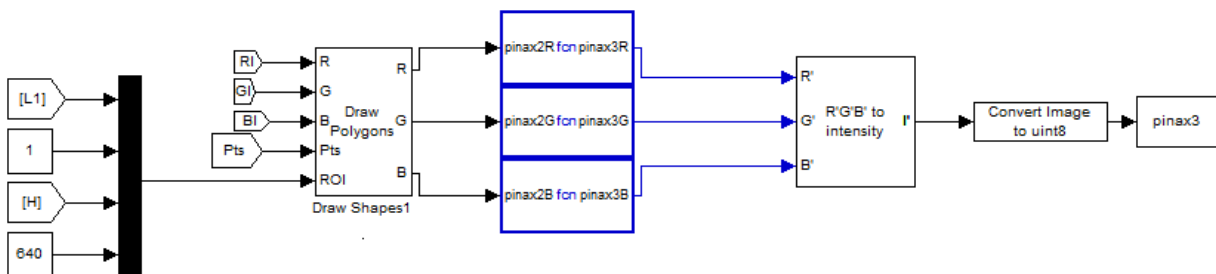 [L1]
1
[H]
640
RI
GI
BI
Pts
R
G
B
Pts
ROI
Draw
Polygons
R
G
B
Draw Shapes1
pinax2R fcn pinax3R
pinax2G fcn pinax3G
pinax2B fcn pinax3B
R'
G'
B'
R'G'B' to
intensity
I'
Convert Image
to uint8
pinax3